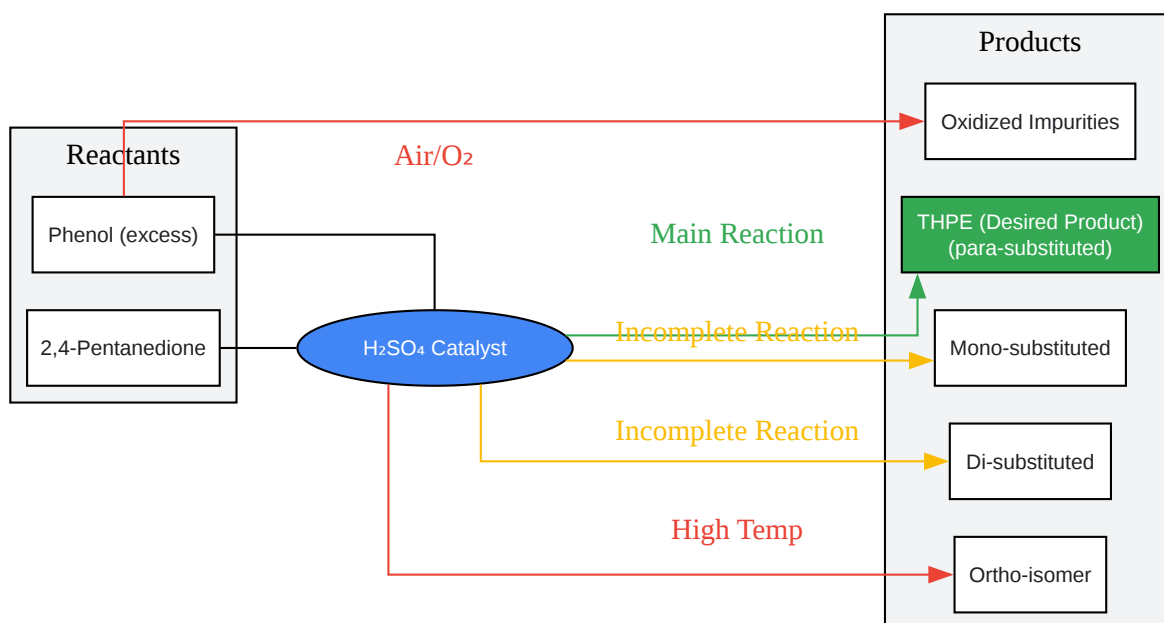 Products
Oxidized Impurities
Reactants
Air/O₂
Phenol (excess)
Main Reaction
THPE (Desired Product)
(para-substituted)
2,4-Pentanedione
H₂SO₄ Catalyst
Incomplete Reaction
Mono-substituted
Incomplete Reaction
Di-substituted
High Temp
Ortho-isomer